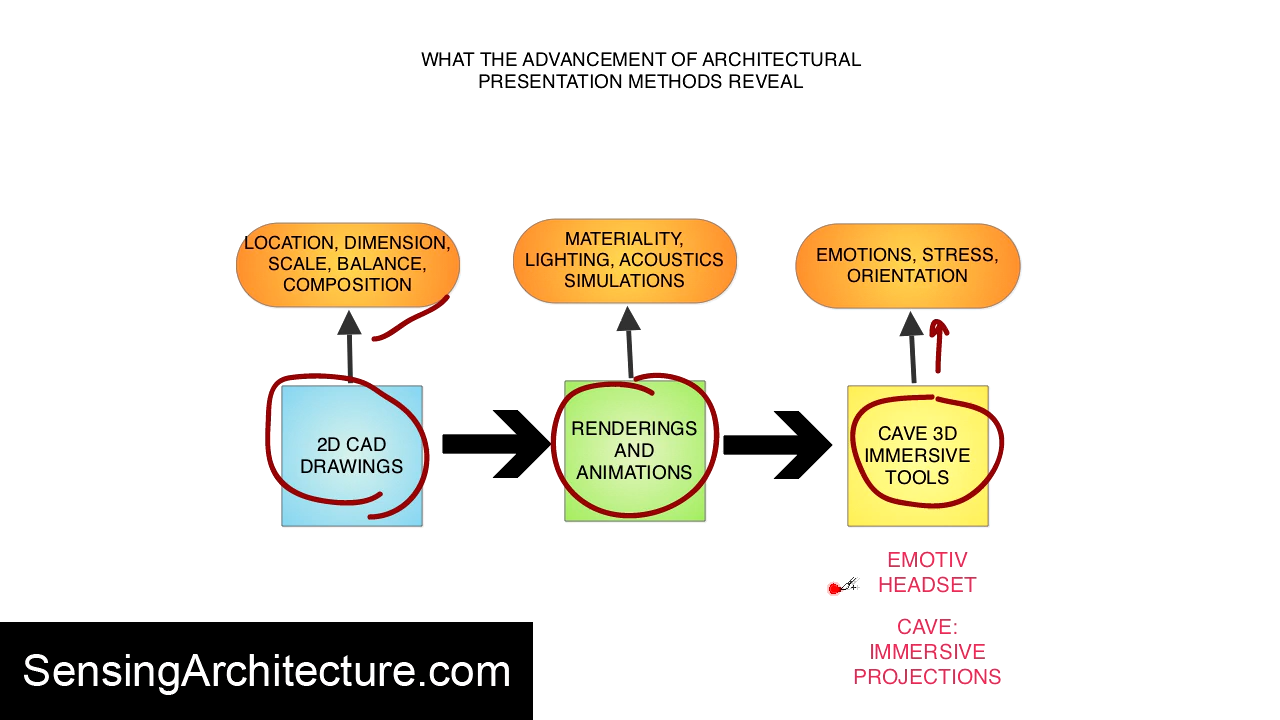 WHAT THE ADVANCEMENT OF ARCHITECTURAL
PRESENTATION METHODS REVEAL
LOCATION, DIMENSION,
SCALE, BALANCE,
COMPOSITION
MATERIALITY,
LIGHTING, ACOUSTICS
SIMULATIONS
EMOTIONS, STRESS,
ORIENTATION
2D CAD
DRAWINGS
RENDERINGS
AND
ANIMATIONS
CAVE 3D
IMMERSIVE
TOOLS
EMOTIV
HEADSET
CAVE:
IMMERSIVE
PROJECTIONS
SensingArchitecture.com